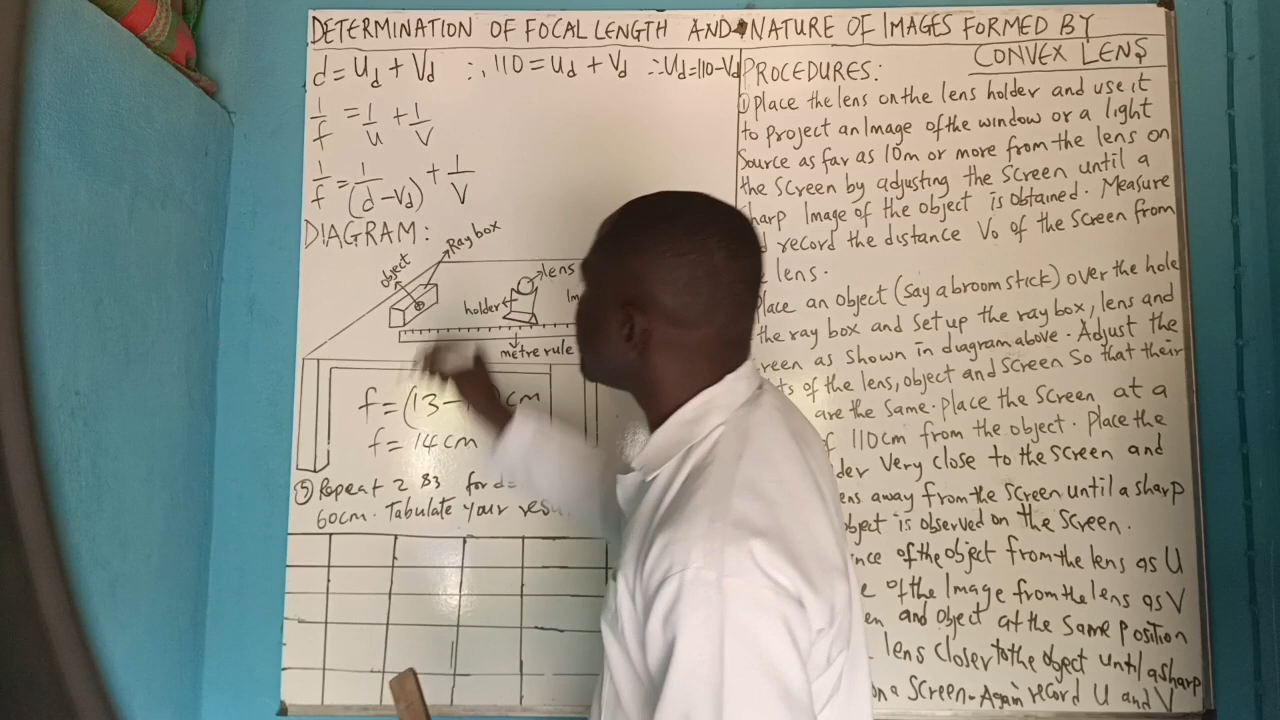 DETERMINATION OF FOCAL LENGTH AND NATURE OF IMAGES FORMED BY
CONVEX LENS
d = Ud + Vd ∴ 110 = Ud + Vd ∴ Ud = 110 - Vd
1/f = 1/u + 1/V
1/f = 1/(d - Vd) + 1/V
DIAGRAM:
Ray box
object
lens
holder
metre rule
f = (13 - cm
f = 14 cm
⑤ Repeat 2 & 3 for d =
60cm. Tabulate your
PROCEDURES:
① Place the lens on the lens holder and use it
to project an Image of the window or a light
Source as far as 10m or more from the lens on
the Screen by adjusting the Screen until a
harp Image of the object is obtained. Measure
record the distance Vo of the Screen from
lens.
lace an object (say a broom stick) over the hole
the ray box and set up the ray box, lens and
reen as shown in diagram above. Adjust the
of the lens, object and Screen So that their
are the same. Place the Screen at a
110cm from the object. Place the
der Very close to the Screen and
ens away from the Screen until a sharp
bject is observed on the Screen.
nce of the object from the lens as U
e of the Image from the lens as V
en and Object at the same position
lens closer to the object until a sharp
on a Screen. Again record U and V